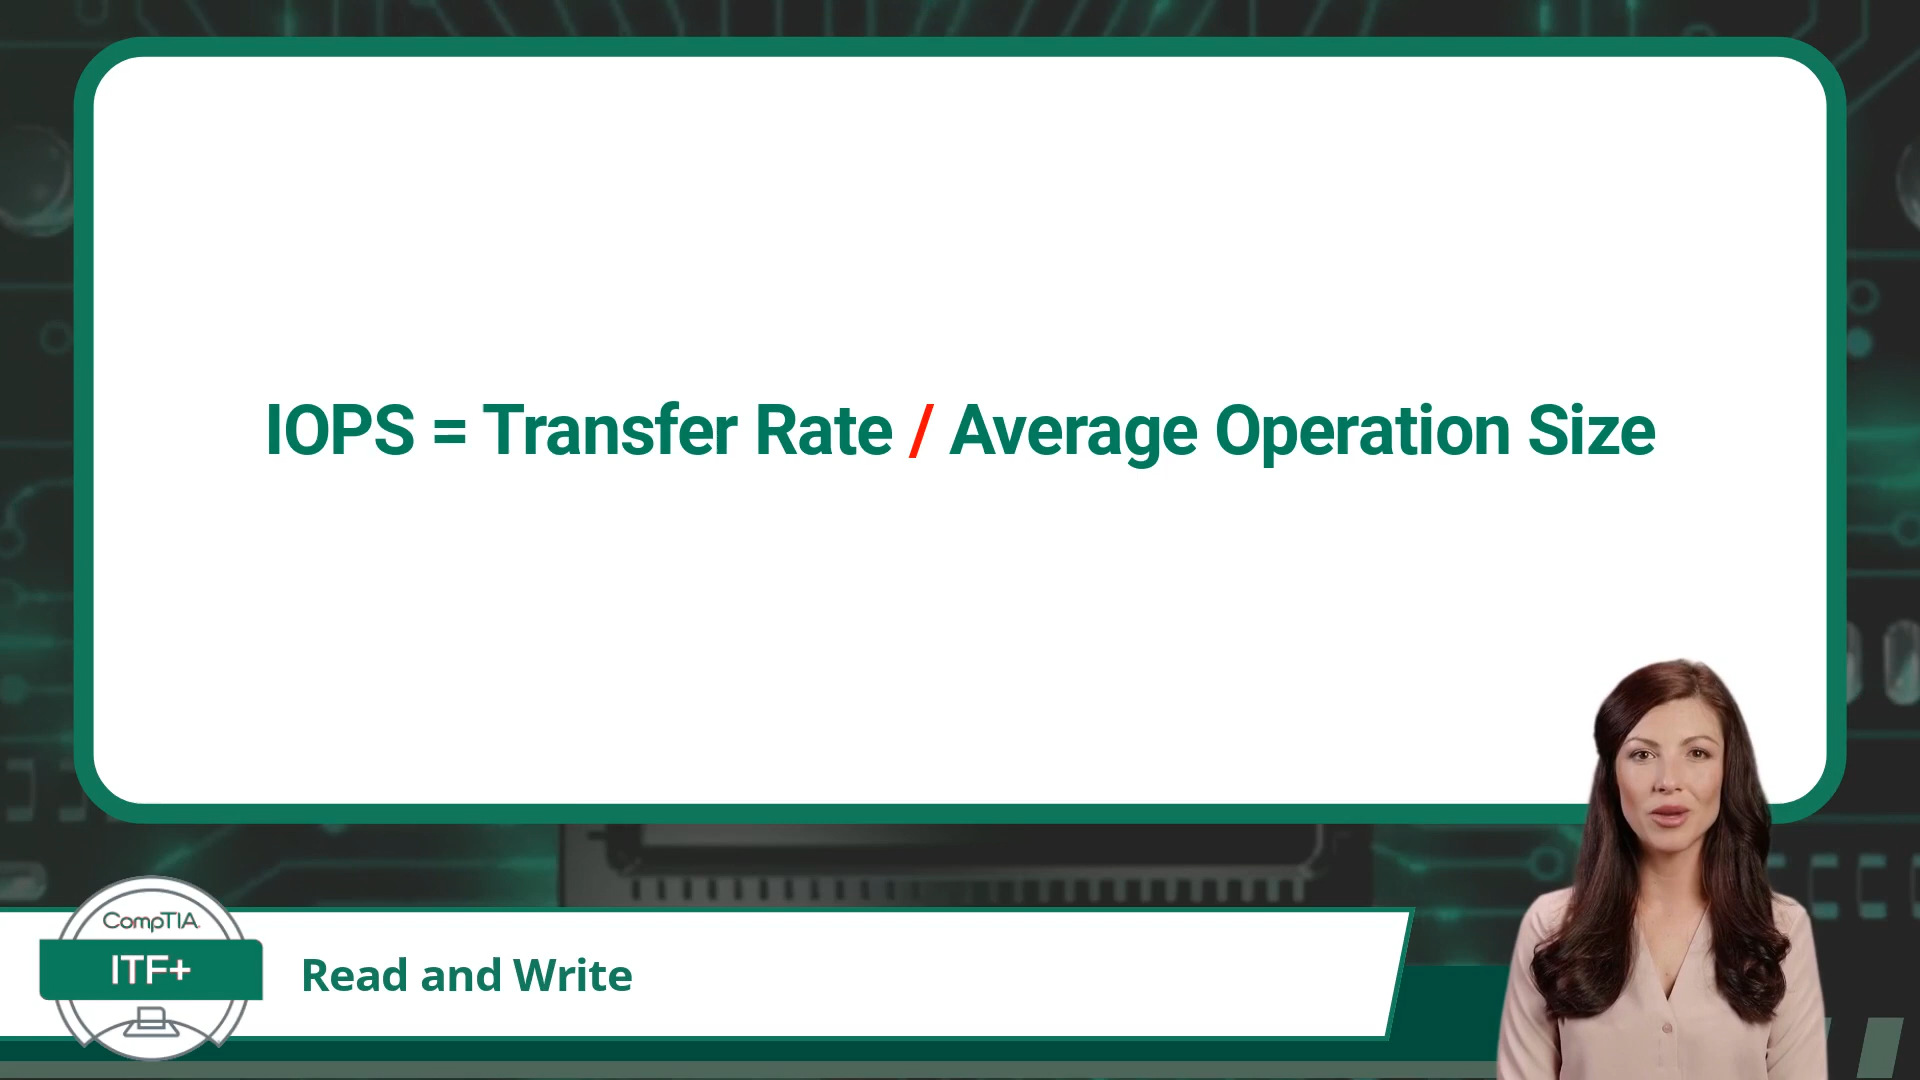 IOPS = Transfer Rate / Average Operation Size
CompTIA
ITF+
Read and Write